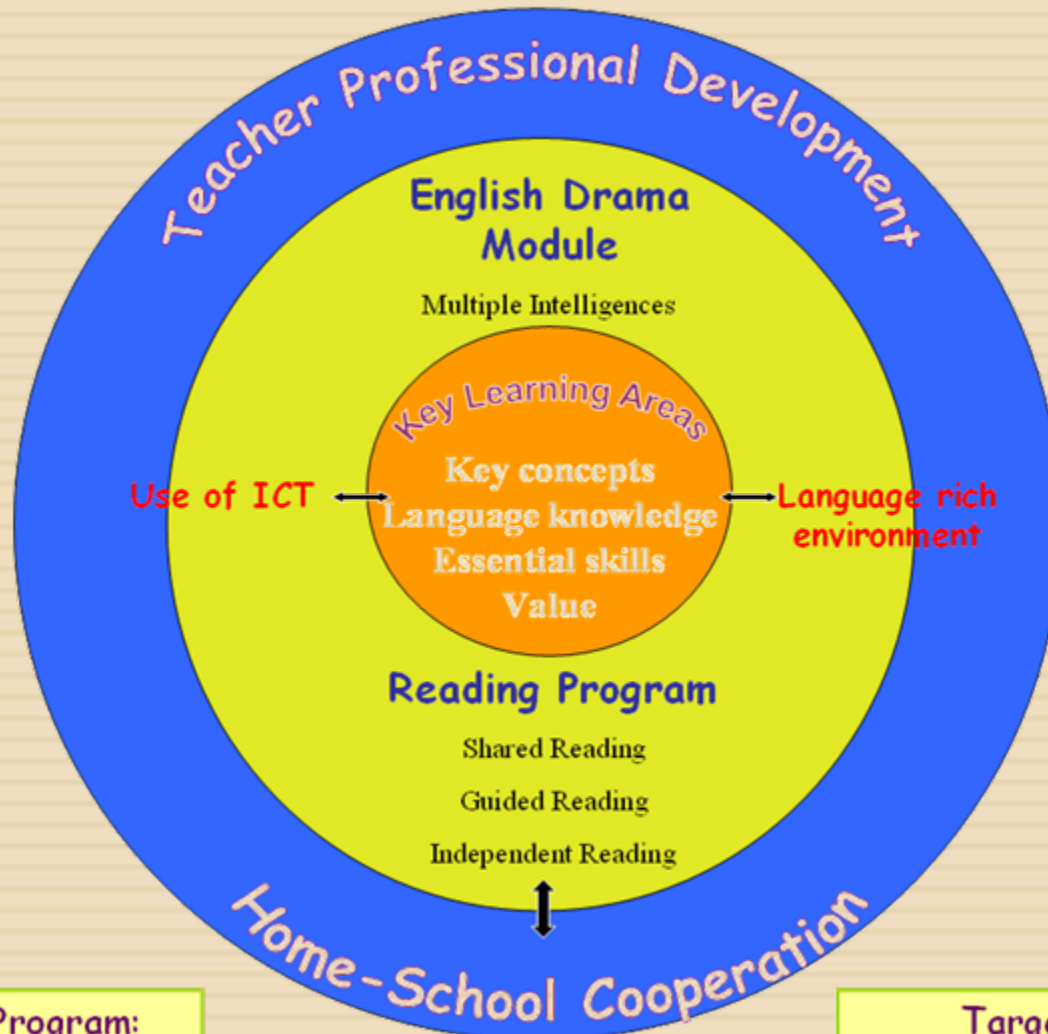 Teacher Professional Development
English Drama
Module
Multiple Intelligences
Key Learning Areas
Key concepts
Language knowledge
Essential skills
Value
Use of ICT
Language rich
environment
Reading Program
Shared Reading
Guided Reading
Independent Reading
Home-School Cooperation
Program: